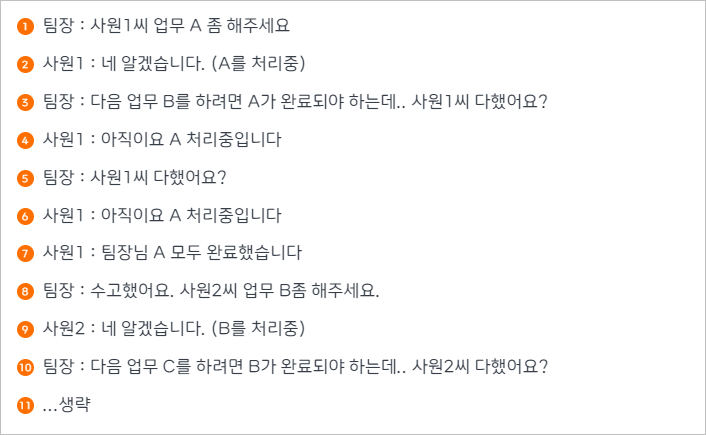 1 팀장 : 사원1씨 업무 A 좀 해주세요
2 사원1 : 네 알겠습니다. (A를 처리중)
3 팀장 : 다음 업무 B를 하려면 A가 완료되야 하는데.. 사원1씨 다했어요?
4 사원1 : 아직이요 A 처리중입니다
5 팀장 : 사원1씨 다했어요?
6 사원1 : 아직이요 A 처리중입니다
7 사원1 : 팀장님 A 모두 완료했습니다
8 팀장 : 수고했어요. 사원2씨 업무 B좀 해주세요.
9 사원2 : 네 알겠습니다. (B를 처리중)
10 팀장 : 다음 업무 C를 하려면 B가 완료되야 하는데.. 사원2씨 다했어요?
11 ...생략